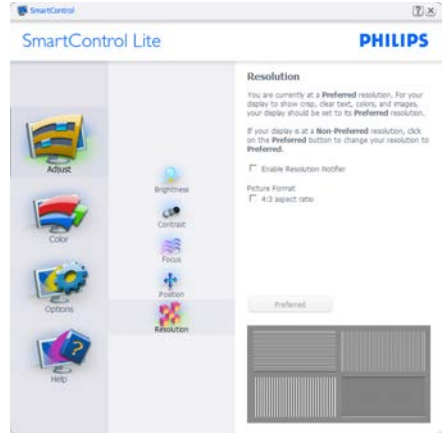 SmartControl
SmartControl Lite
PHILIPS
Adjust
Color
Options
Help
Brightness
Contrast
Focus
Position
Resolution
Resolution
You are currently at a Preferred resolution. For your
display to show crisp, clear text, colors, and images,
your display should be set to its Preferred resolution.
If your display is at a Non-Preferred resolution, click
on the Preferred button to change your resolution to
Preferred.
Enable Resolution Notifier
Picture Format
4:3 aspect ratio
Preferred